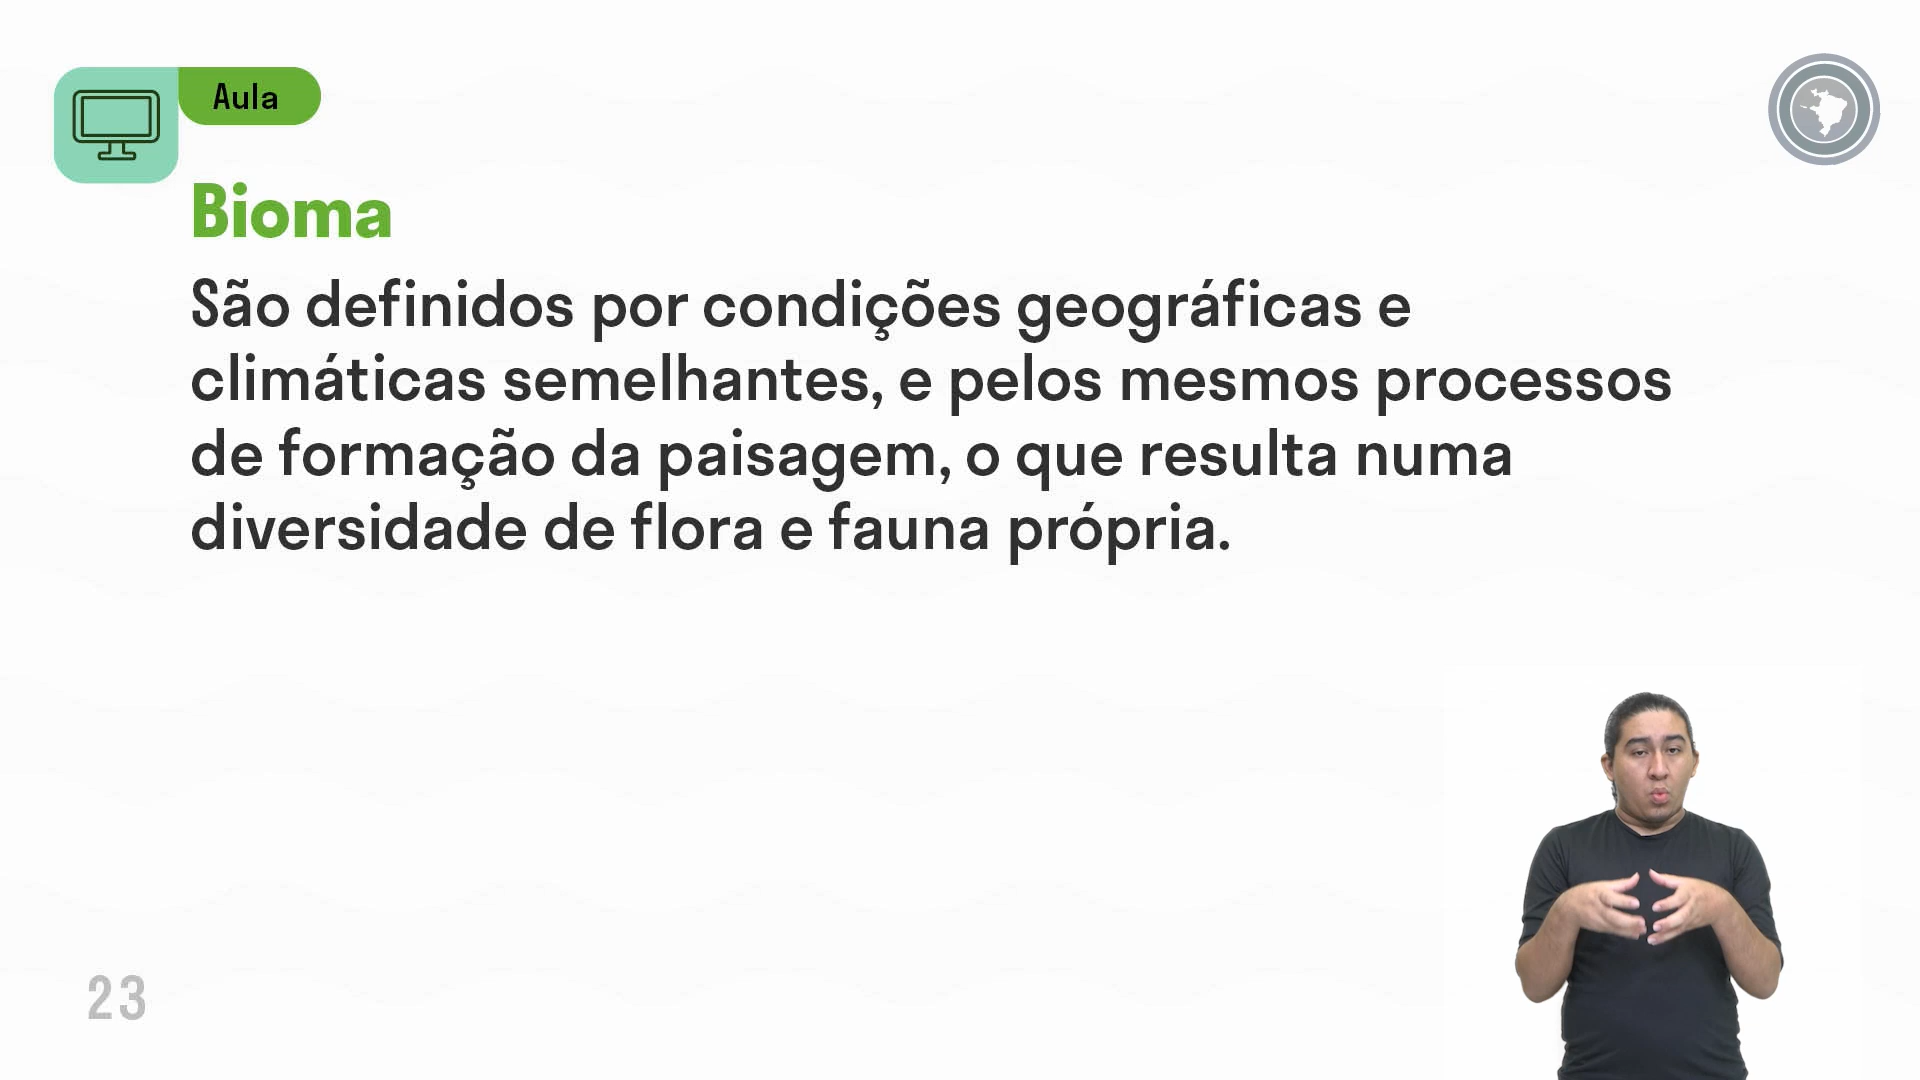 Aula
Bioma
São definidos por condições geográficas e
climáticas semelhantes, e pelos mesmos processos
de formação da paisagem, o que resulta numa
diversidade de flora e fauna própria.
23